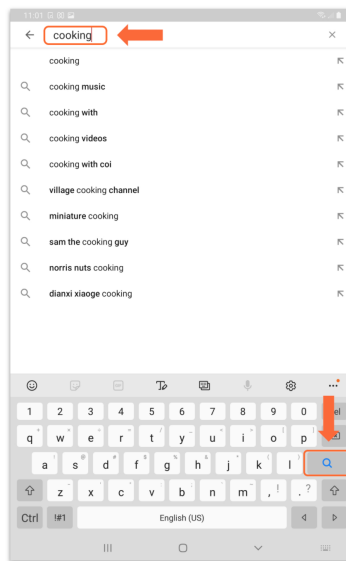 11:01
cooking
cooking
cooking music
cooking with
cooking videos
cooking with coi
village cooking channel
miniature cooking
sam the cooking guy
norris nuts cooking
dianxi xiaoge cooking
1 2 3 4 5 6 7 8 9 0 el
q w e r t y u i o p
a s d f g h j k l
z x c v b n m , ! . ?
Ctrl !#1 English (US)